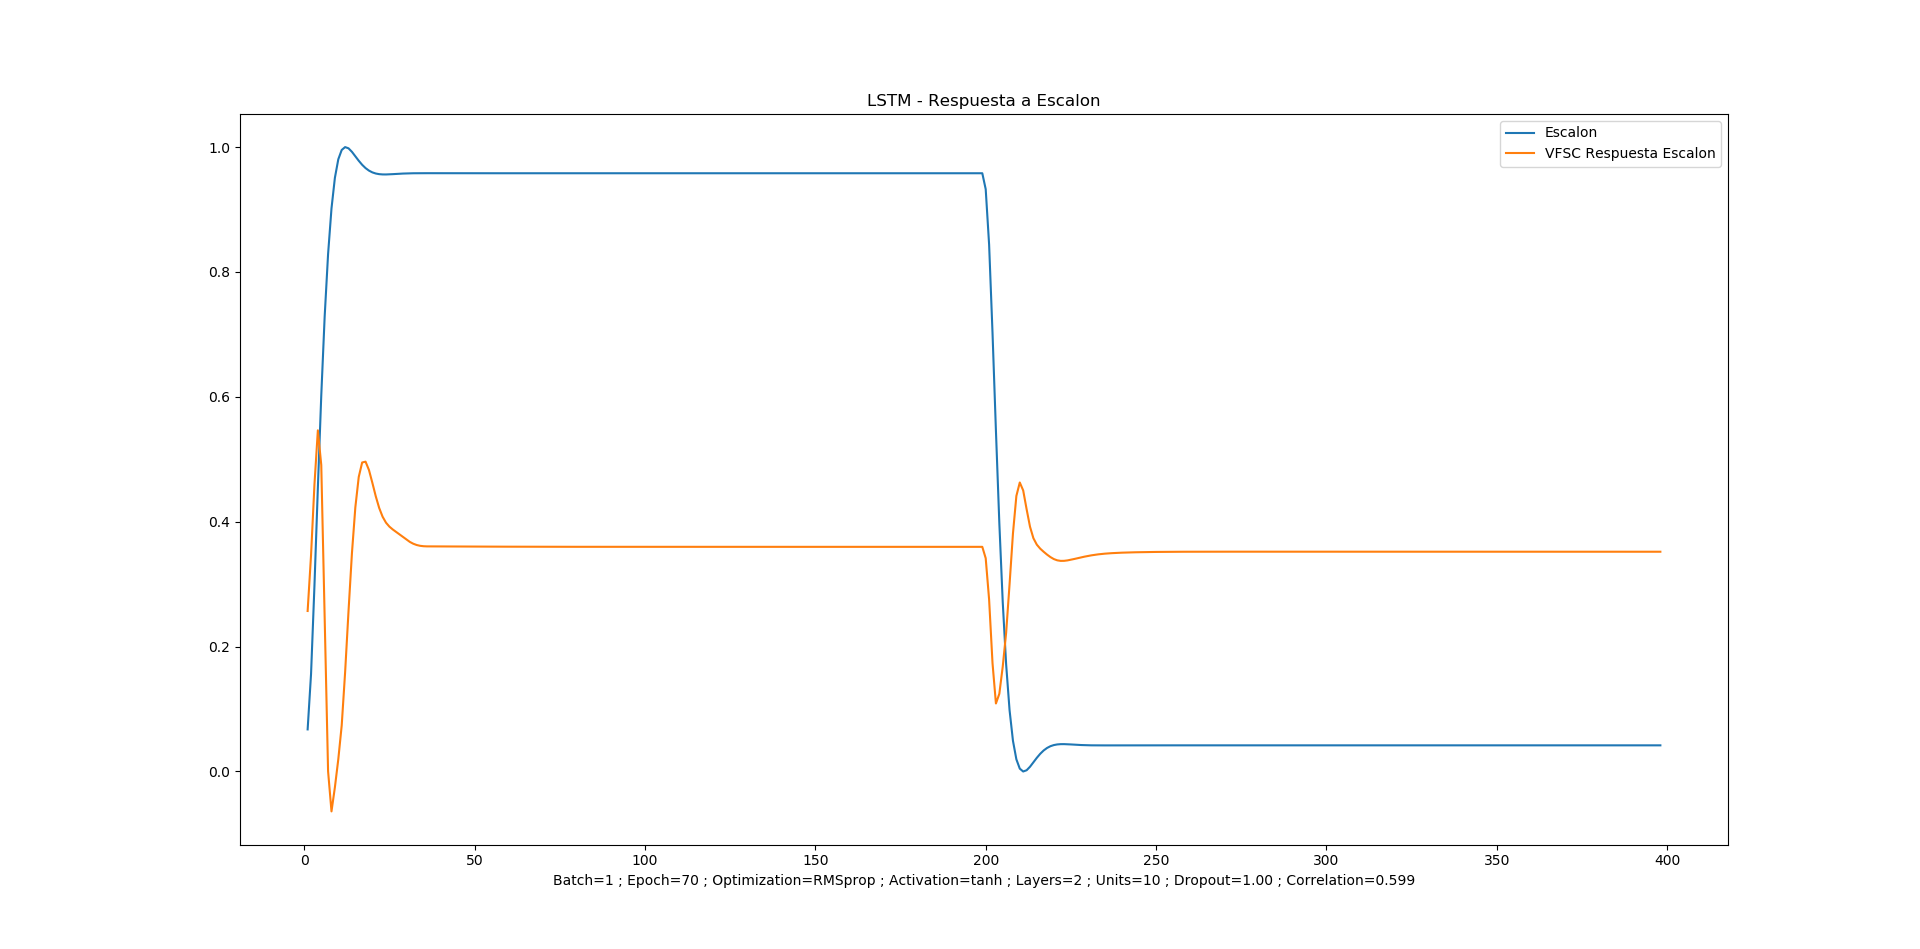 LSTM - Respuesta a Escalon
Escalon
VFSC Respuesta Escalon
1.0
0.8
0.6
0.4
0.2
0.0
0 50 100 150 200 250 300 350 400
Batch=1 ; Epoch=70 ; Optimization=RMSprop ; Activation=tanh ; Layers=2 ; Units=10 ; Dropout=1.00 ; Correlation=0.599